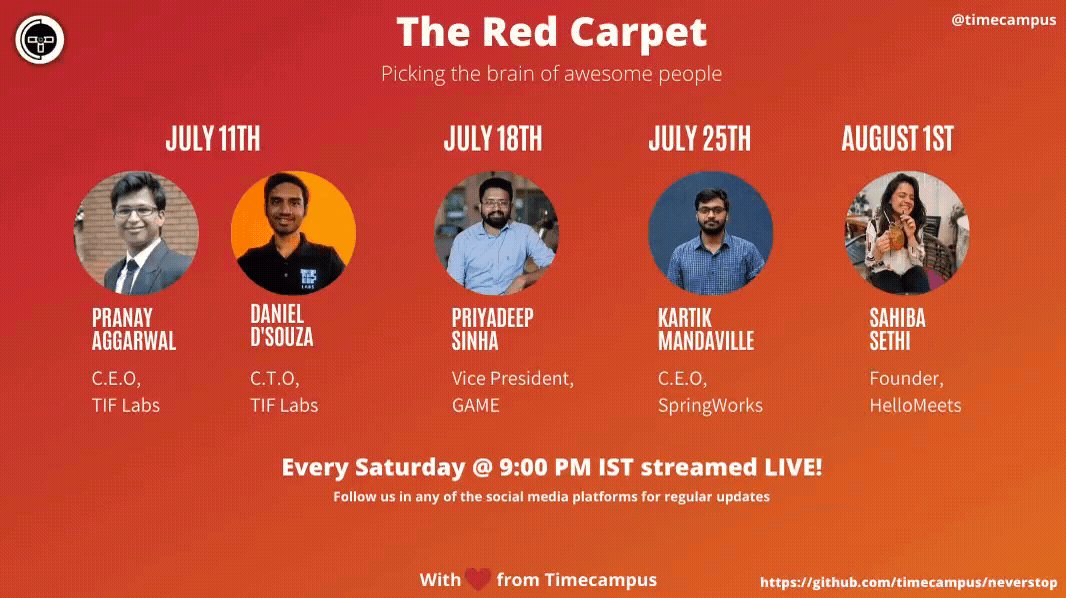 The Red Carpet
@timecampus
Picking the brain of awesome people
JULY 11TH
JULY 18TH
JULY 25TH
AUGUST 1ST
PRANAY
AGGARWAL
C.E.O,
TIF Labs
DANIEL
D'SOUZA
C.T.O,
TIF Labs
PRIYADEEP
SINHA
Vice President,
GAME
KARTIK
MANDAVILLE
C.E.O,
SpringWorks
SAHIBA
SETHI
Founder,
HelloMeets
Every Saturday @ 9:00 PM IST streamed LIVE!
Follow us in any of the social media platforms for regular updates
With ❤ from Timecampus
https://github.com/timecampus/neverstop